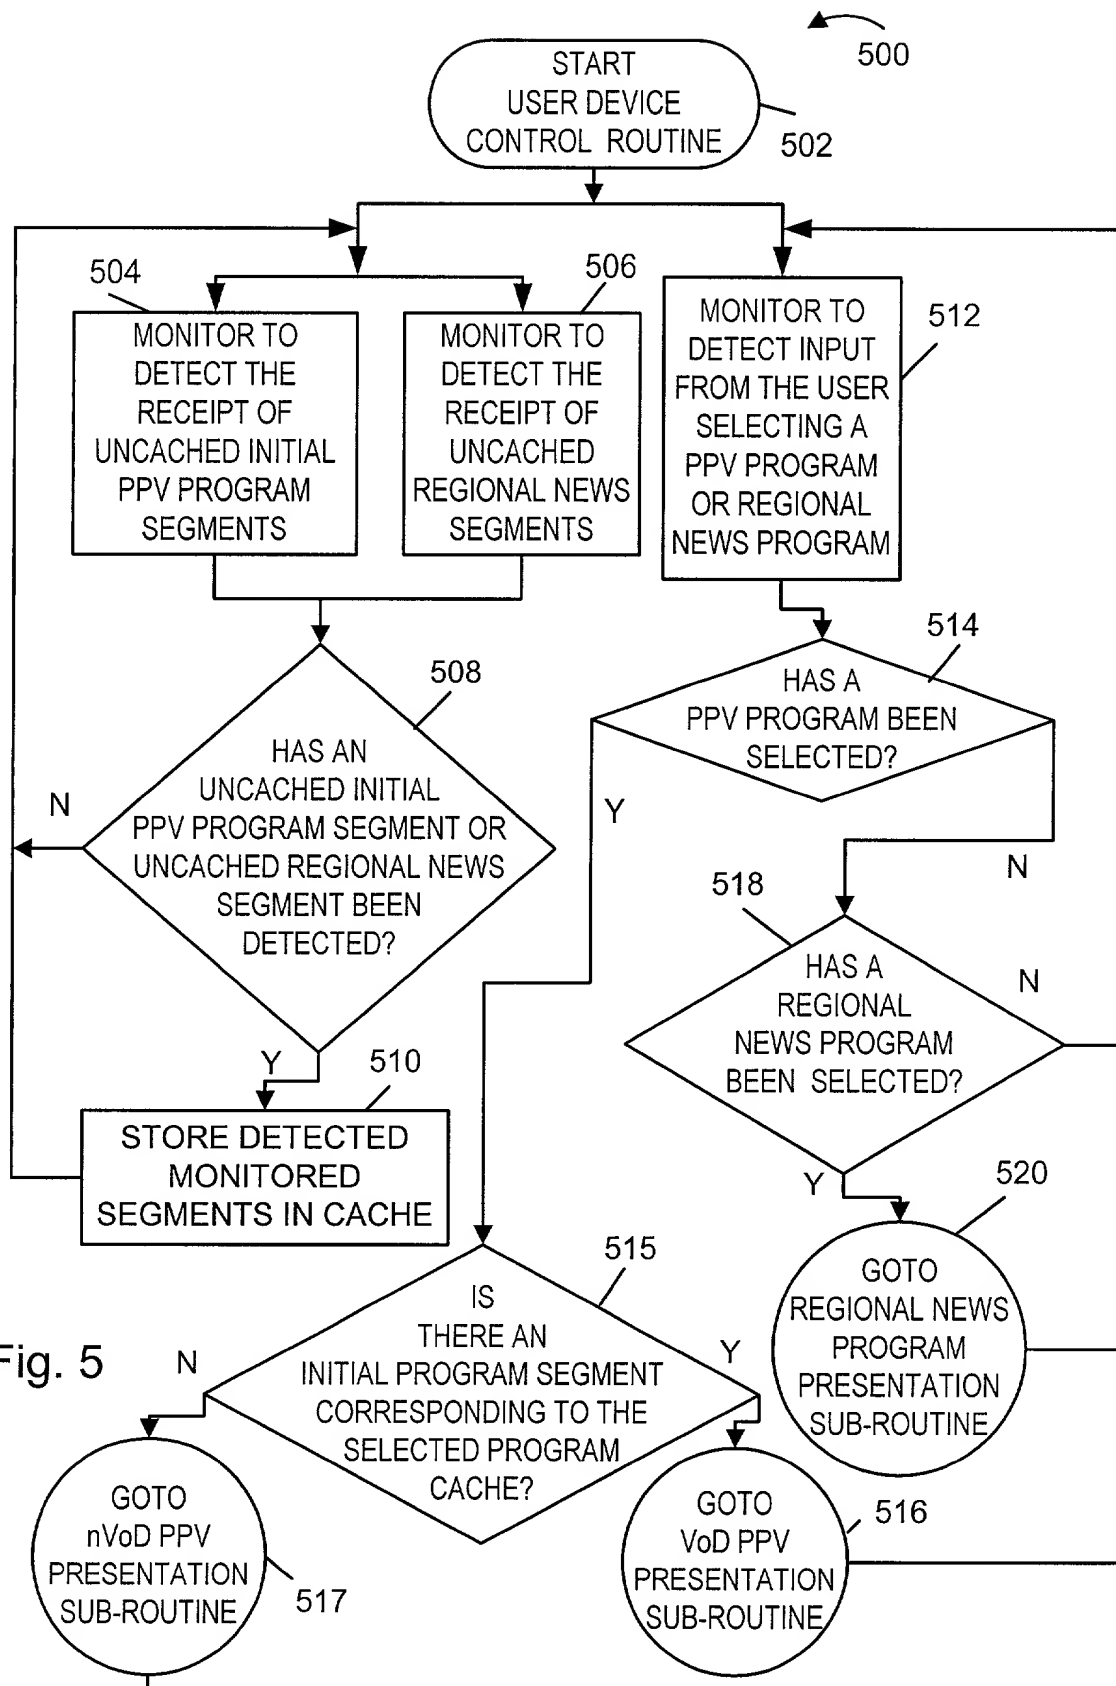 500
START
USER DEVICE
CONTROL ROUTINE
502
504
MONITOR TO
DETECT THE
RECEIPT OF
UNCACHED INITIAL
PPV PROGRAM
SEGMENTS
506
MONITOR TO
DETECT THE
RECEIPT OF
UNCACHED
REGIONAL NEWS
SEGMENTS
512
MONITOR TO
DETECT INPUT
FROM THE USER
SELECTING A
PPV PROGRAM
OR REGIONAL
NEWS PROGRAM
508
HAS AN
UNCACHED INITIAL
PPV PROGRAM SEGMENT OR
UNCACHED REGIONAL NEWS
SEGMENT BEEN
DETECTED?
N
Y
514
HAS A
PPV PROGRAM BEEN
SELECTED?
Y
N
518
HAS A
REGIONAL
NEWS PROGRAM
BEEN SELECTED?
N
Y
510
STORE DETECTED
MONITORED
SEGMENTS IN CACHE
520
GOTO
REGIONAL NEWS
PROGRAM
PRESENTATION
SUB-ROUTINE
515
IS
THERE AN
INITIAL PROGRAM SEGMENT
CORRESPONDING TO THE
SELECTED PROGRAM
CACHE?
N
Y
Fig. 5
GOTO
nVoD PPV
PRESENTATION
SUB-ROUTINE
517
GOTO
VoD PPV
PRESENTATION
SUB-ROUTINE
516